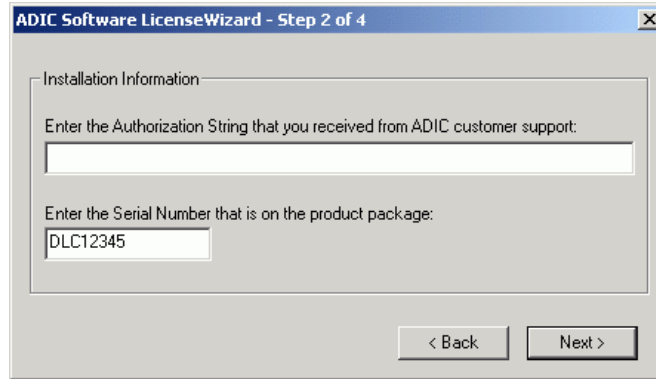 ADIC Software LicenseWizard - Step 2 of 4
Installation Information
Enter the Authorization String that you received from ADIC customer support:
Enter the Serial Number that is on the product package:
DLC12345
< Back Next >